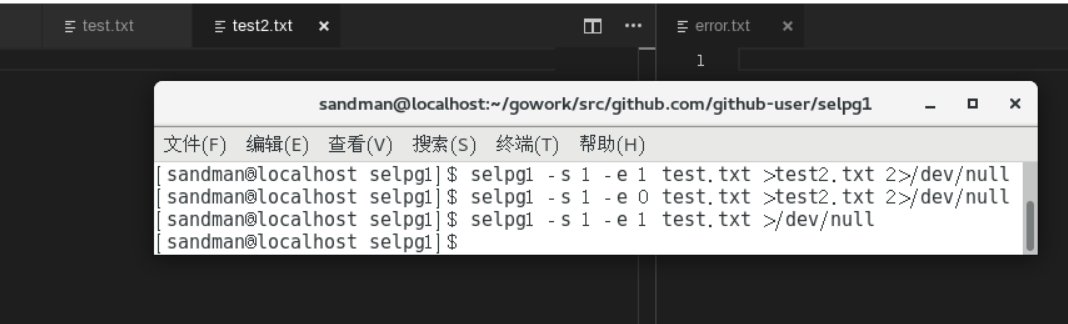 test.txt test2.txt × ··· error.txt ×
1
sandman@localhost:~/gowork/src/github.com/github-user/selpg1
文件(F) 编辑(E) 查看(V) 搜索(S) 终端(T) 帮助(H)
[sandman@localhost selpg1]$ selpg1 -s 1 -e 1 test.txt >test2.txt 2>/dev/null
[sandman@localhost selpg1]$ selpg1 -s 1 -e 0 test.txt >test2.txt 2>/dev/null
[sandman@localhost selpg1]$ selpg1 -s 1 -e 1 test.txt >/dev/null
[sandman@localhost selpg1]$